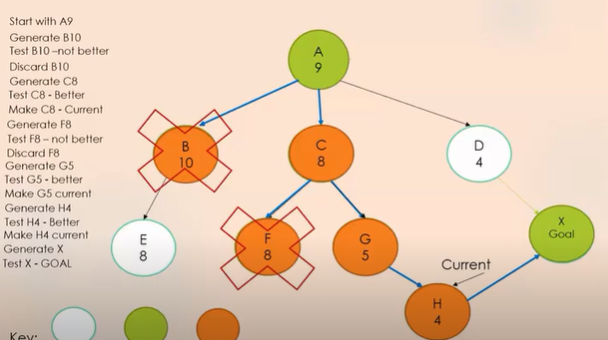 Start with A9
Generate B10
Test B10 –not better
Discard B10
Generate C8
Test C8 - Better
Make C8 - Current
Generate F8
Test F8 – not better
Discard F8
Generate G5
Test G5 - better
Make G5 current
Generate H4
Test H4 - Better
Make H4 current
Generate X
Test X - GOAL
A
9
B
10
C
8
D
4
E
8
F
8
G
5
X
Goal
Current
H
4
Key: